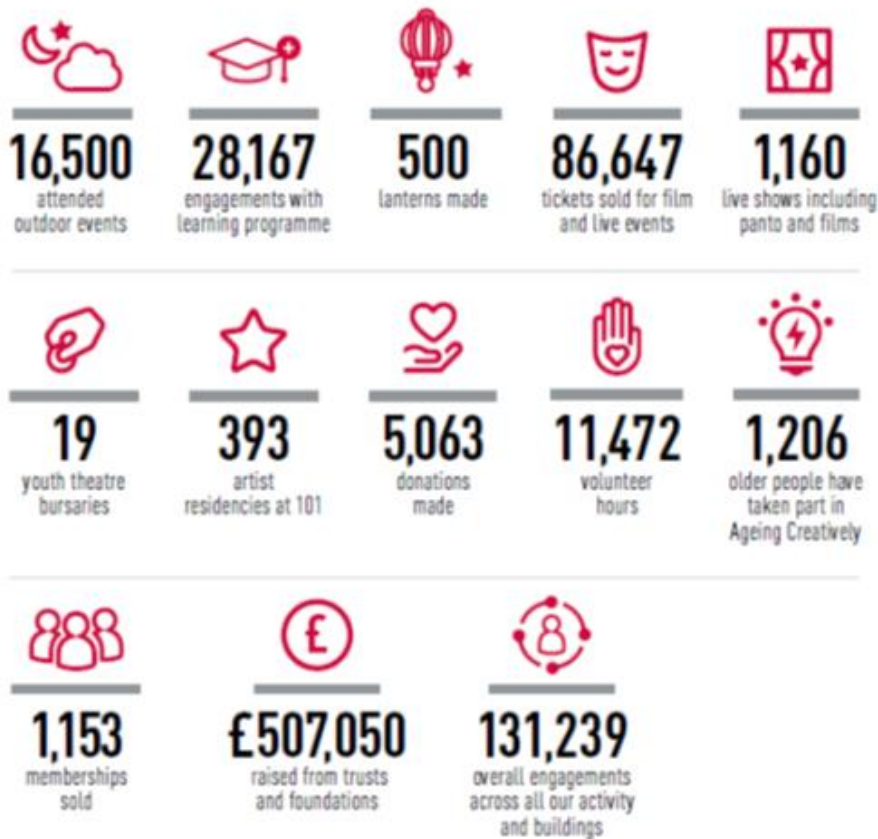 16,500
attended
outdoor events
28,167
engagements with
learning programme
500
lanterns made
86,647
tickets sold for film
and live events
1,160
live shows including
panto and films
19
youth theatre
bursaries
393
artist
residencies at 101
5,063
donations
made
11,472
volunteer
hours
1,206
older people have
taken part in
Ageing Creatively
1,153
memberships
sold
£
£507,050
raised from trusts
and foundations
131,239
overall engagements
across all our activity
and buildings